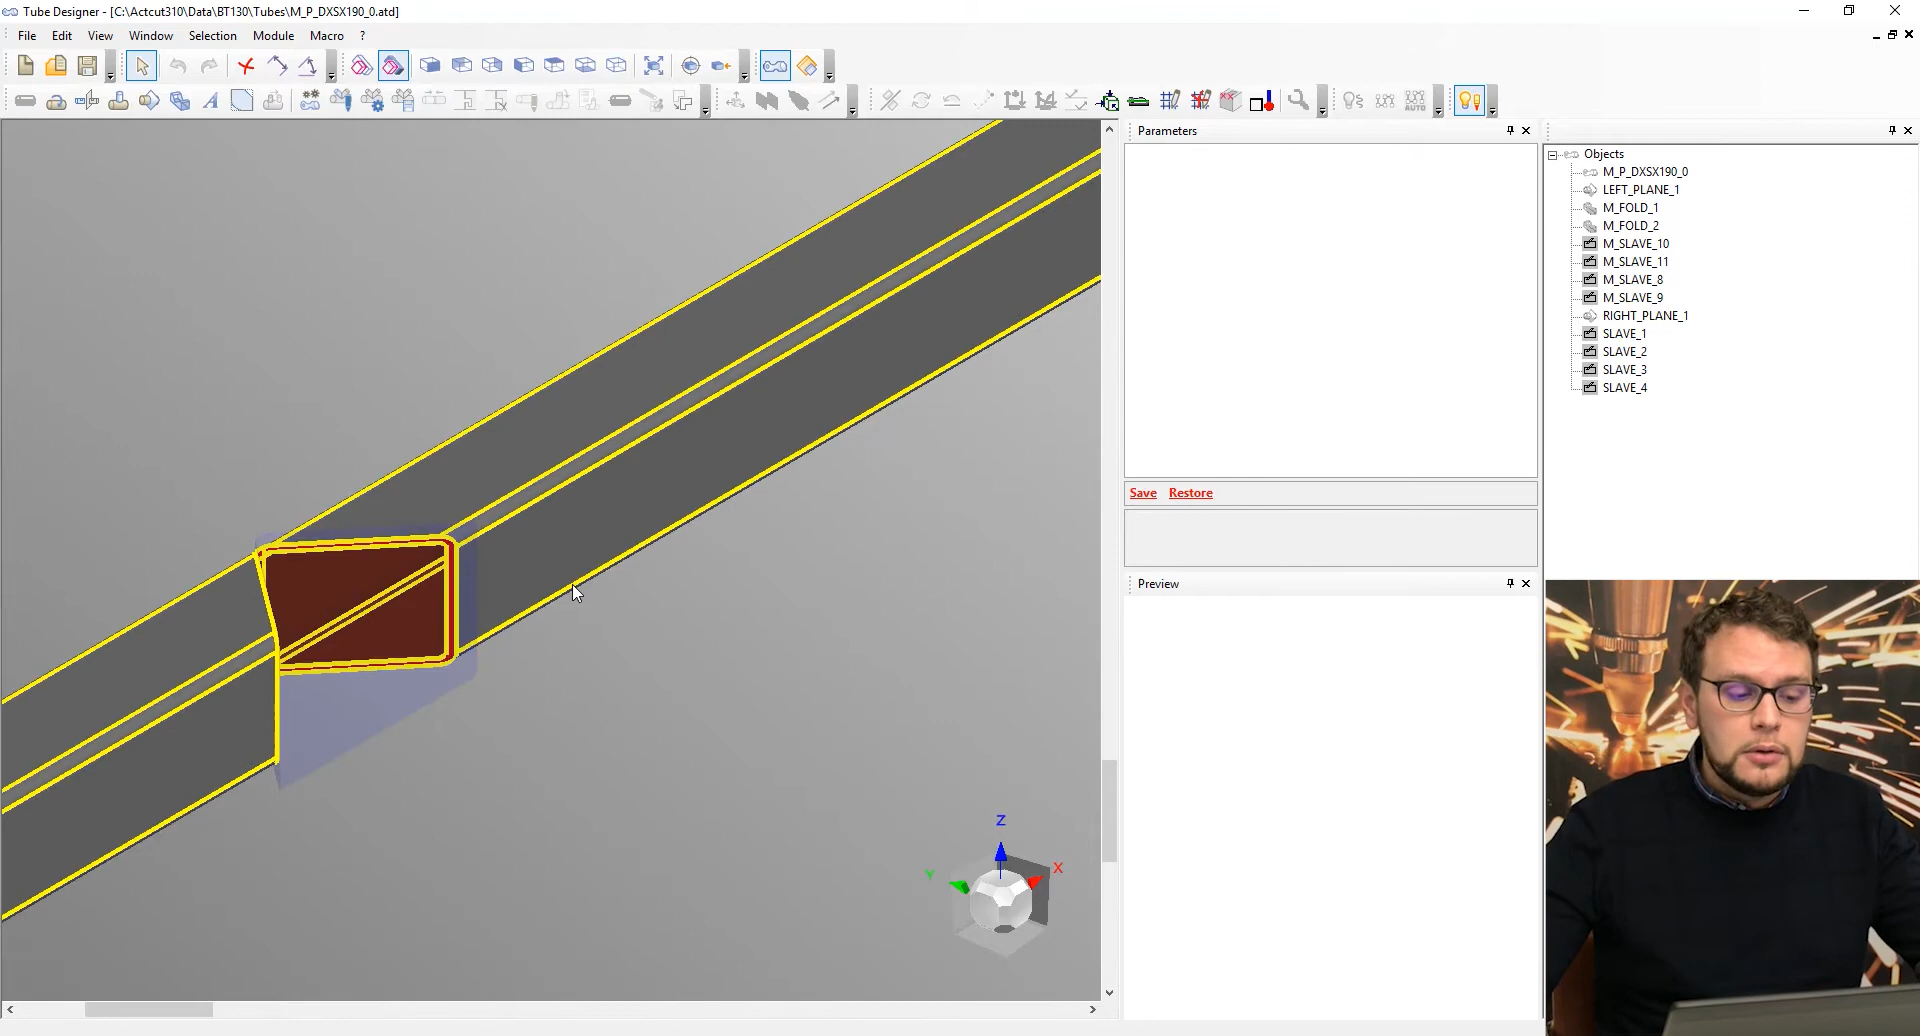 Tube Designer - [C:\Actcut310\Data\BT130\Tubes\M_P_DXSX190_0.atd]
File Edit View Window Selection Module Macro ?
AUTO
Parameters
Objects
M_P_DXSX190_0
LEFT_PLANE_1
M_FOLD_1
M_FOLD_2
M_SLAVE_10
M_SLAVE_11
M_SLAVE_8
M_SLAVE_9
RIGHT_PLANE_1
SLAVE_1
SLAVE_2
SLAVE_3
SLAVE_4
Save Restore
Preview
Z
X
Y